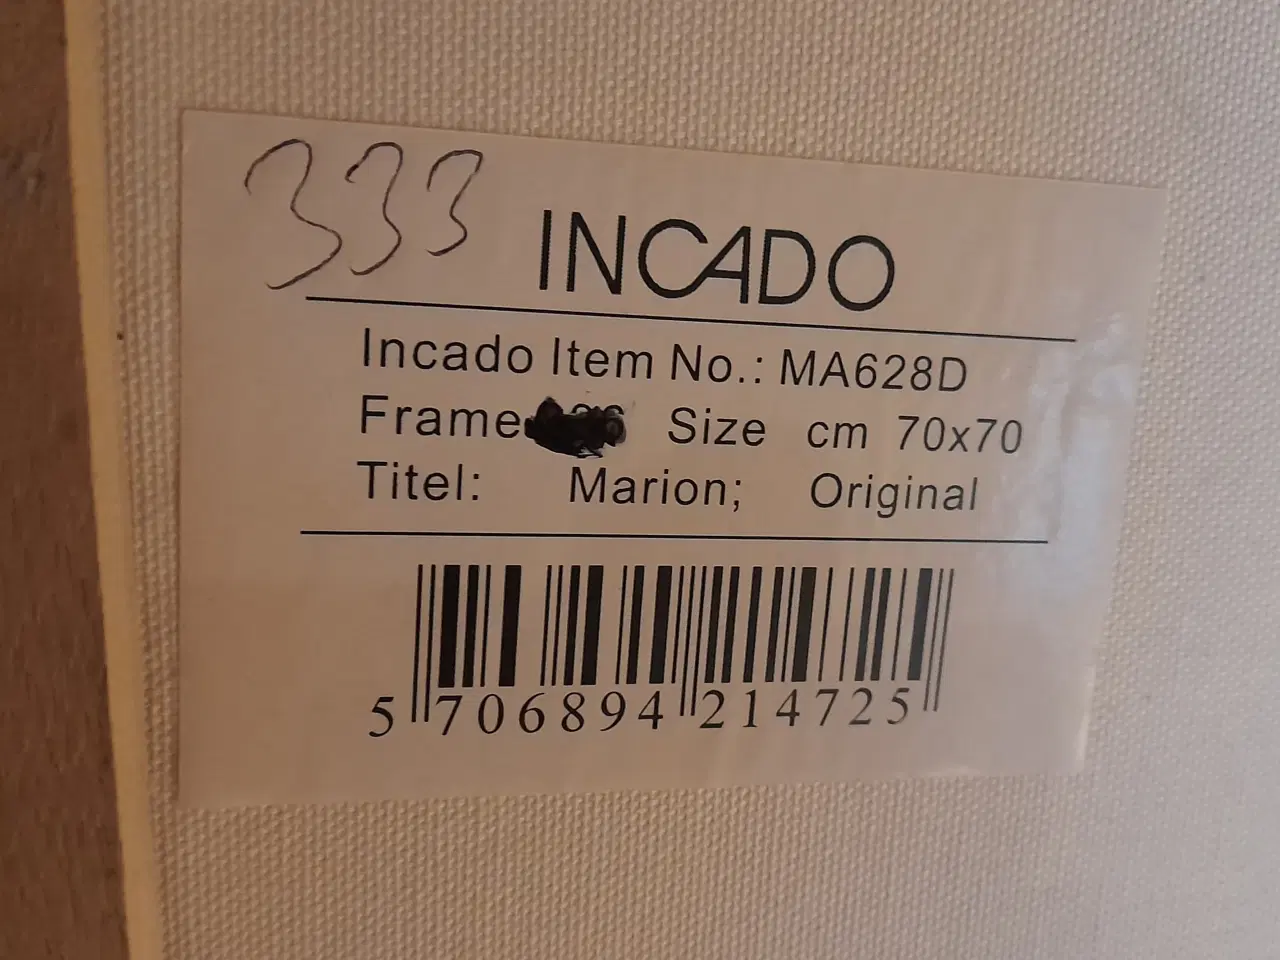 333
INCADO
Incado Item No.: MA628D
Frame Size cm 70x70
Titel: Marion; Original
5 706894 214725